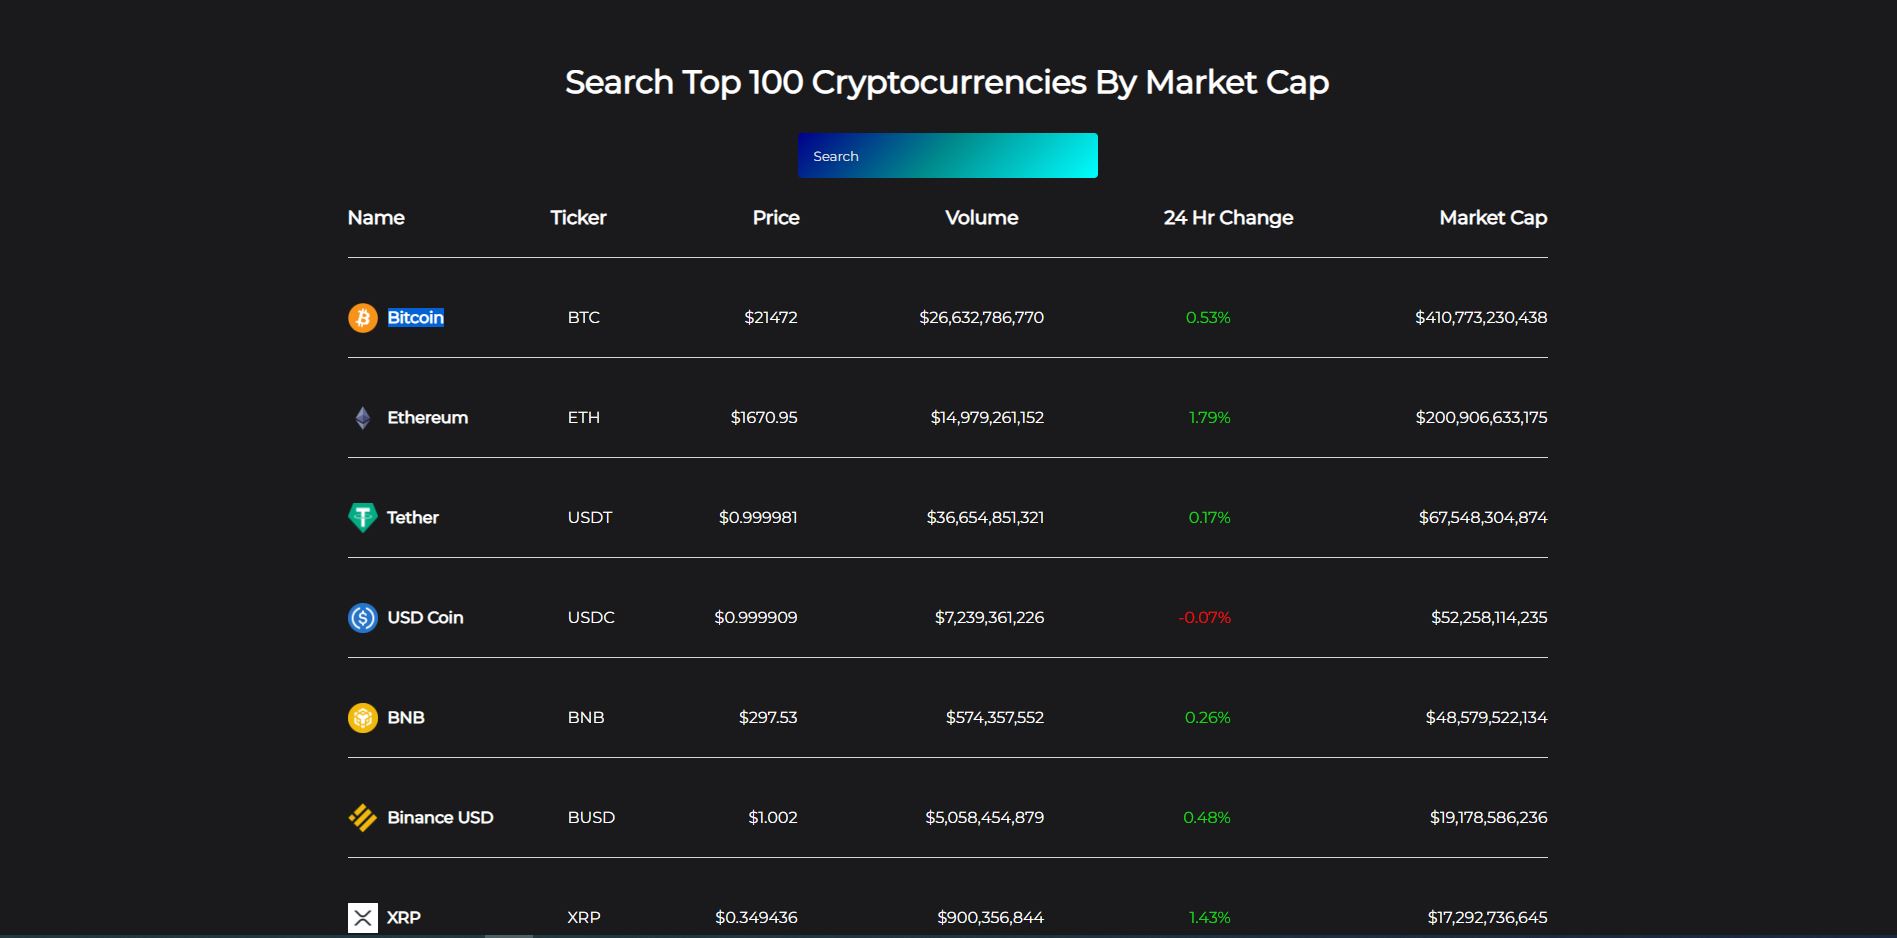 Search Top 100 Cryptocurrencies By Market Cap
Search
Name Ticker Price Volume 24 Hr Change Market Cap
Bitcoin BTC $21472 $26,632,786,770 0.53% $410,773,230,438
Ethereum ETH $1670.95 $14,979,261,152 1.79% $200,906,633,175
Tether USDT $0.999981 $36,654,851,321 0.17% $67,548,304,874
USD Coin USDC $0.999909 $7,239,361,226 -0.07% $52,258,114,235
BNB BNB $297.53 $574,357,552 0.26% $48,579,522,134
Binance USD BUSD $1.002 $5,058,454,879 0.48% $19,178,586,236
XRP XRP $0.349436 $900,356,844 1.43% $17,292,736,645